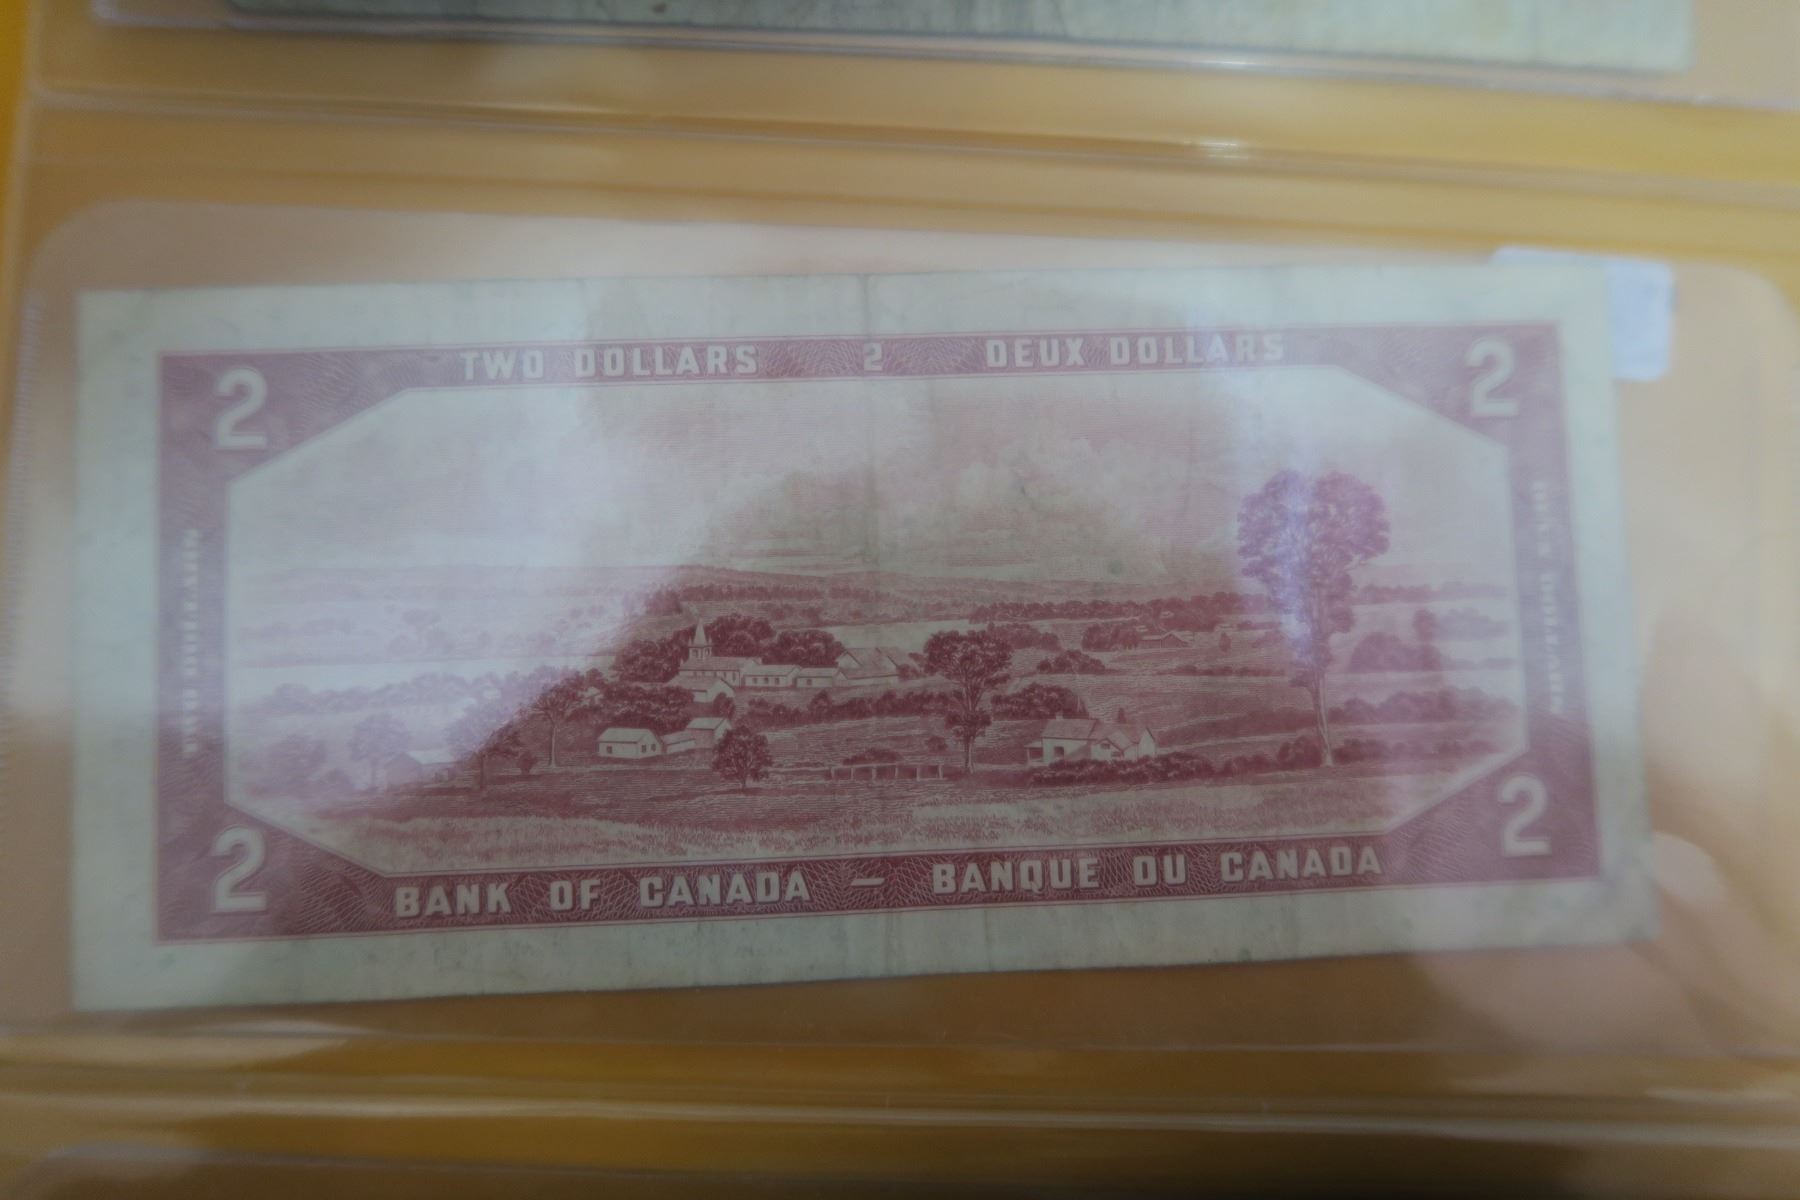 TWO DOLLARS 2 DEUX DOLLARS
2 2
2 2
BANK OF CANADA — BANQUE DU CANADA